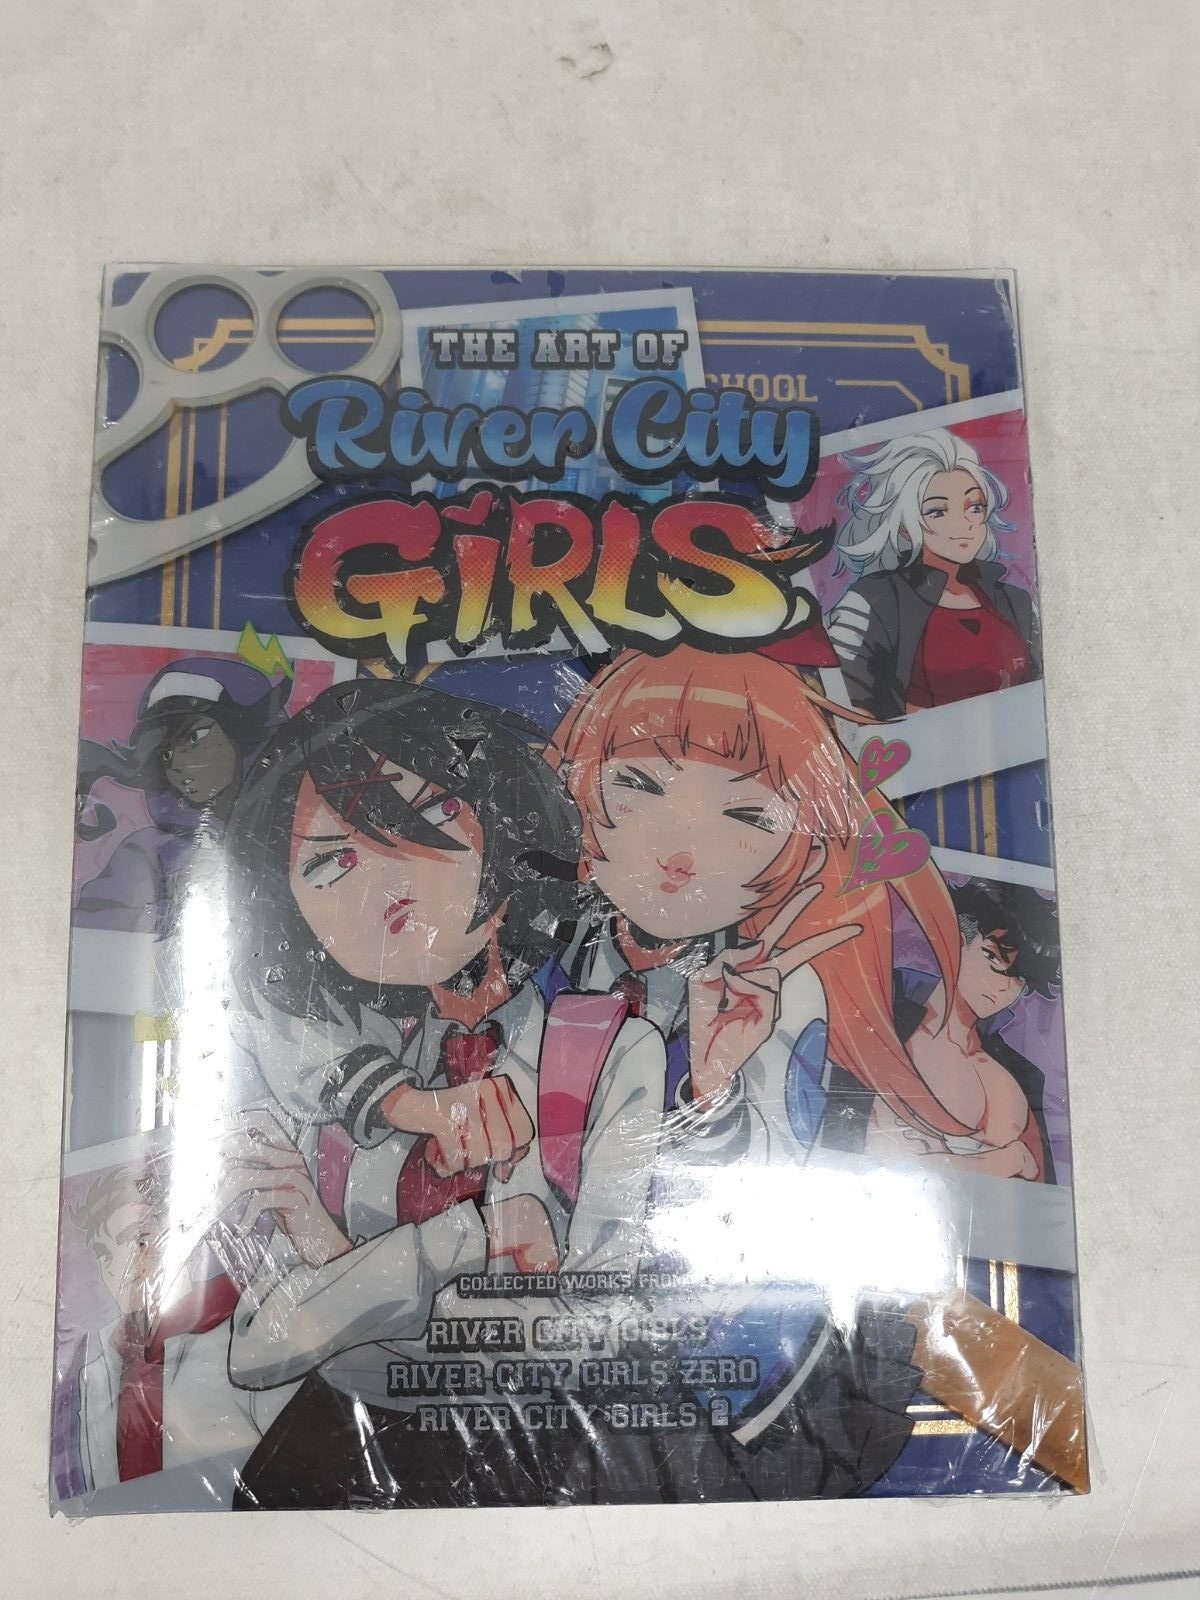 THE ART OF
River City
GiRLS
CHOOL
COLLECTED WORKS FROM
RIVER CITY GIRLS
RIVER CITY GIRLS ZERO
RIVER CITY GIRLS 2